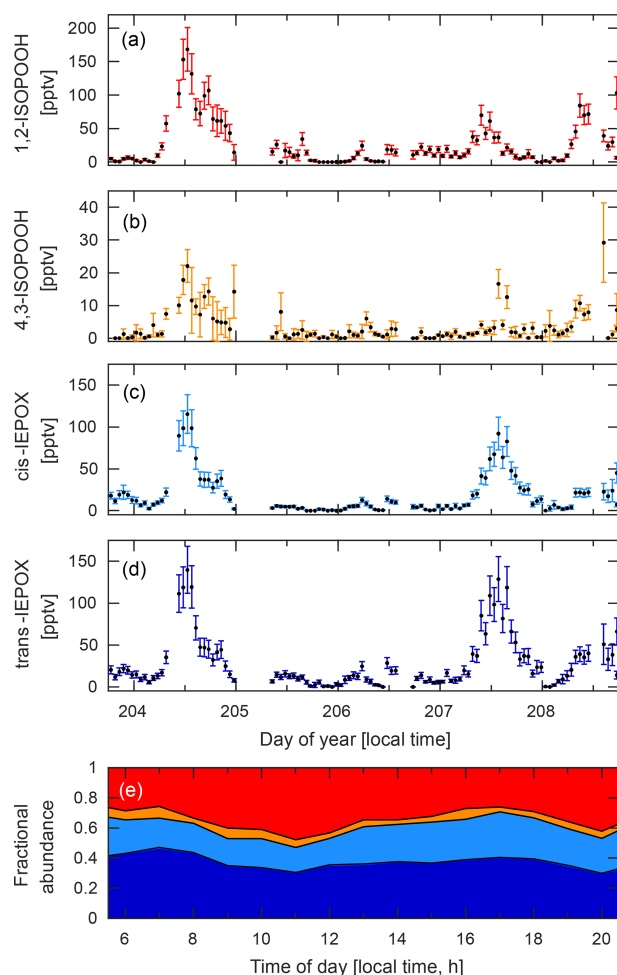 (a)
1,2-ISOPOOH
[pptv]
200
150
100
50
0
(b)
4,3-ISOPOOH
[pptv]
40
30
20
10
0
(c)
cis-IEPOX
[pptv]
150
100
50
0
(d)
trans-IEPOX
[pptv]
150
100
50
0
204 205 206 207 208
Day of year [local time]
(e)
Fractional
abundance
1
0.8
0.6
0.4
0.2
0
6 8 10 12 14 16 18 20
Time of day [local time, h]